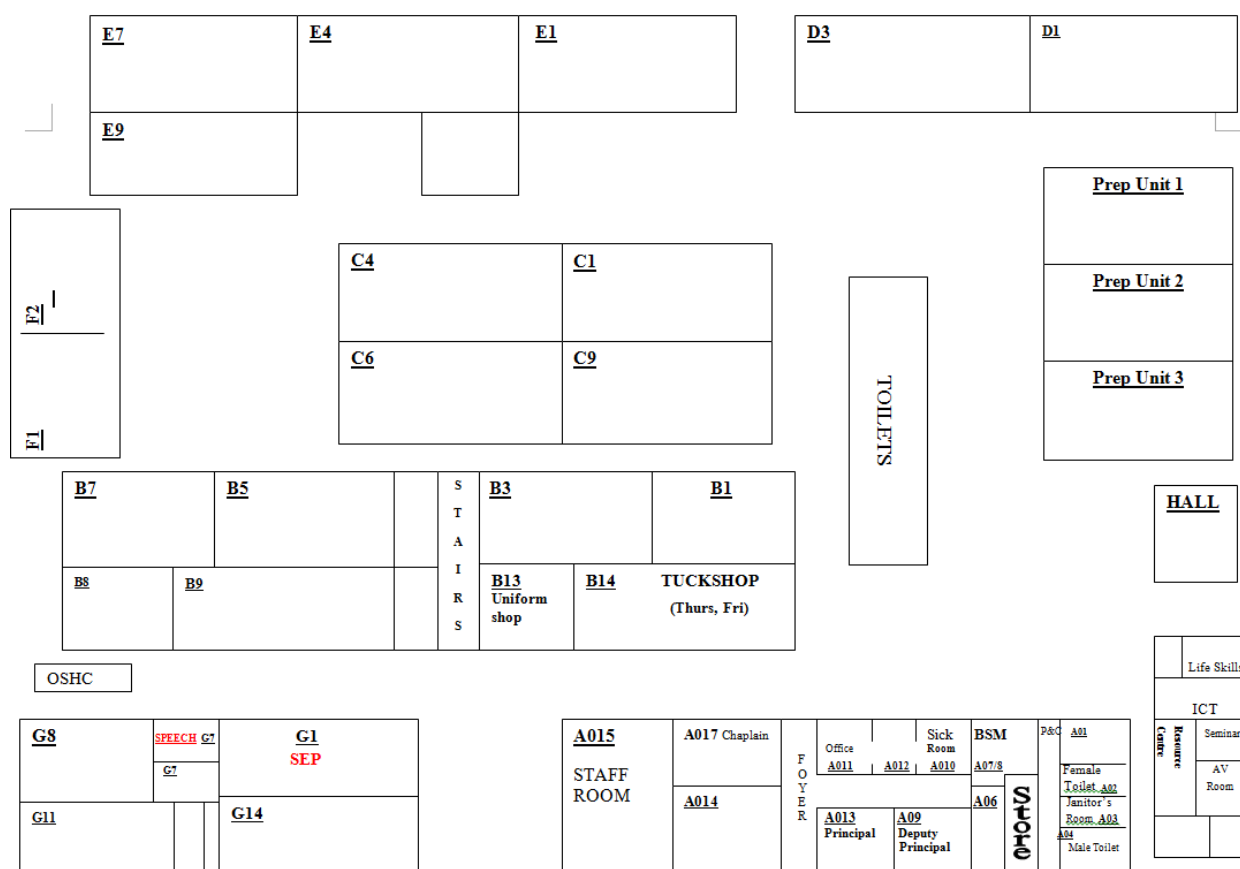 E7
E4
E1
D3
D1
E9
Prep Unit 1
Prep Unit 2
Prep Unit 3
F2
F1
C4
C1
C6
C9
TOILETS
HALL
B7
B5
STAIRS
B3
B1
B8
B9
B13
Uniform
shop
B14
TUCKSHOP
(Thurs, Fri)
OSHC
Life Skills
ICT
Resource
Centre
Seminar
AV
Room
G8
SPEECH G7
G7
G1
SEP
G11
G14
A015
STAFF
ROOM
A017 Chaplain
A014
FOYER
Office
A011
A012
Sick
Room
A010
BSM
A07/8
A06
Store
A013
Principal
A09
Deputy
Principal
P&C
A01
Female
Toilet A02
Janitor's
Room A03
A04
Male Toilet